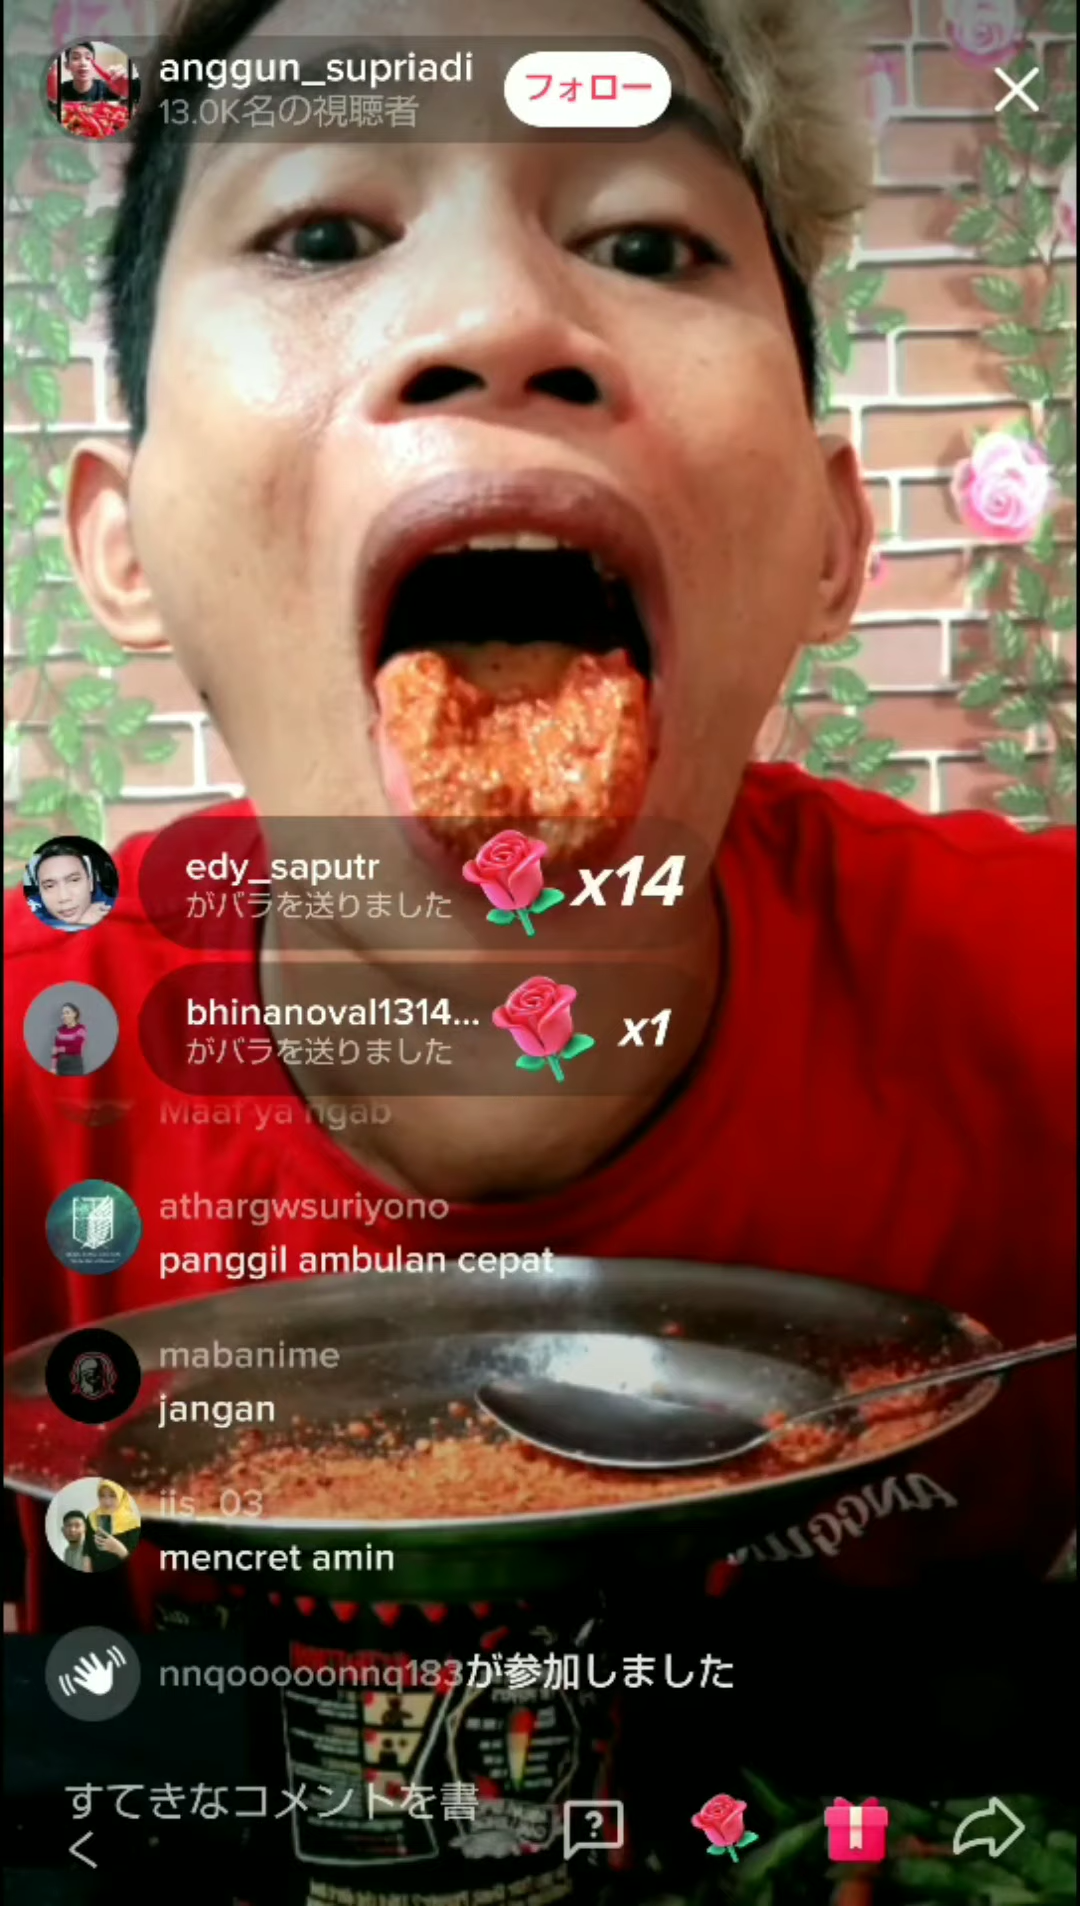 anggun_supriadi
13.0K名の視聴者
フォロー
edy_saputr
がバラを送りました
x14
bhinanoval1314...
がバラを送りました
x1
Maaf ya ngab
athargwsuriyono
panggil ambulan cepat
mabanime
jangan
iis_03
mencret amin
ANGGUN
nnqooooonnq183が参加しました
すてきなコメントを書